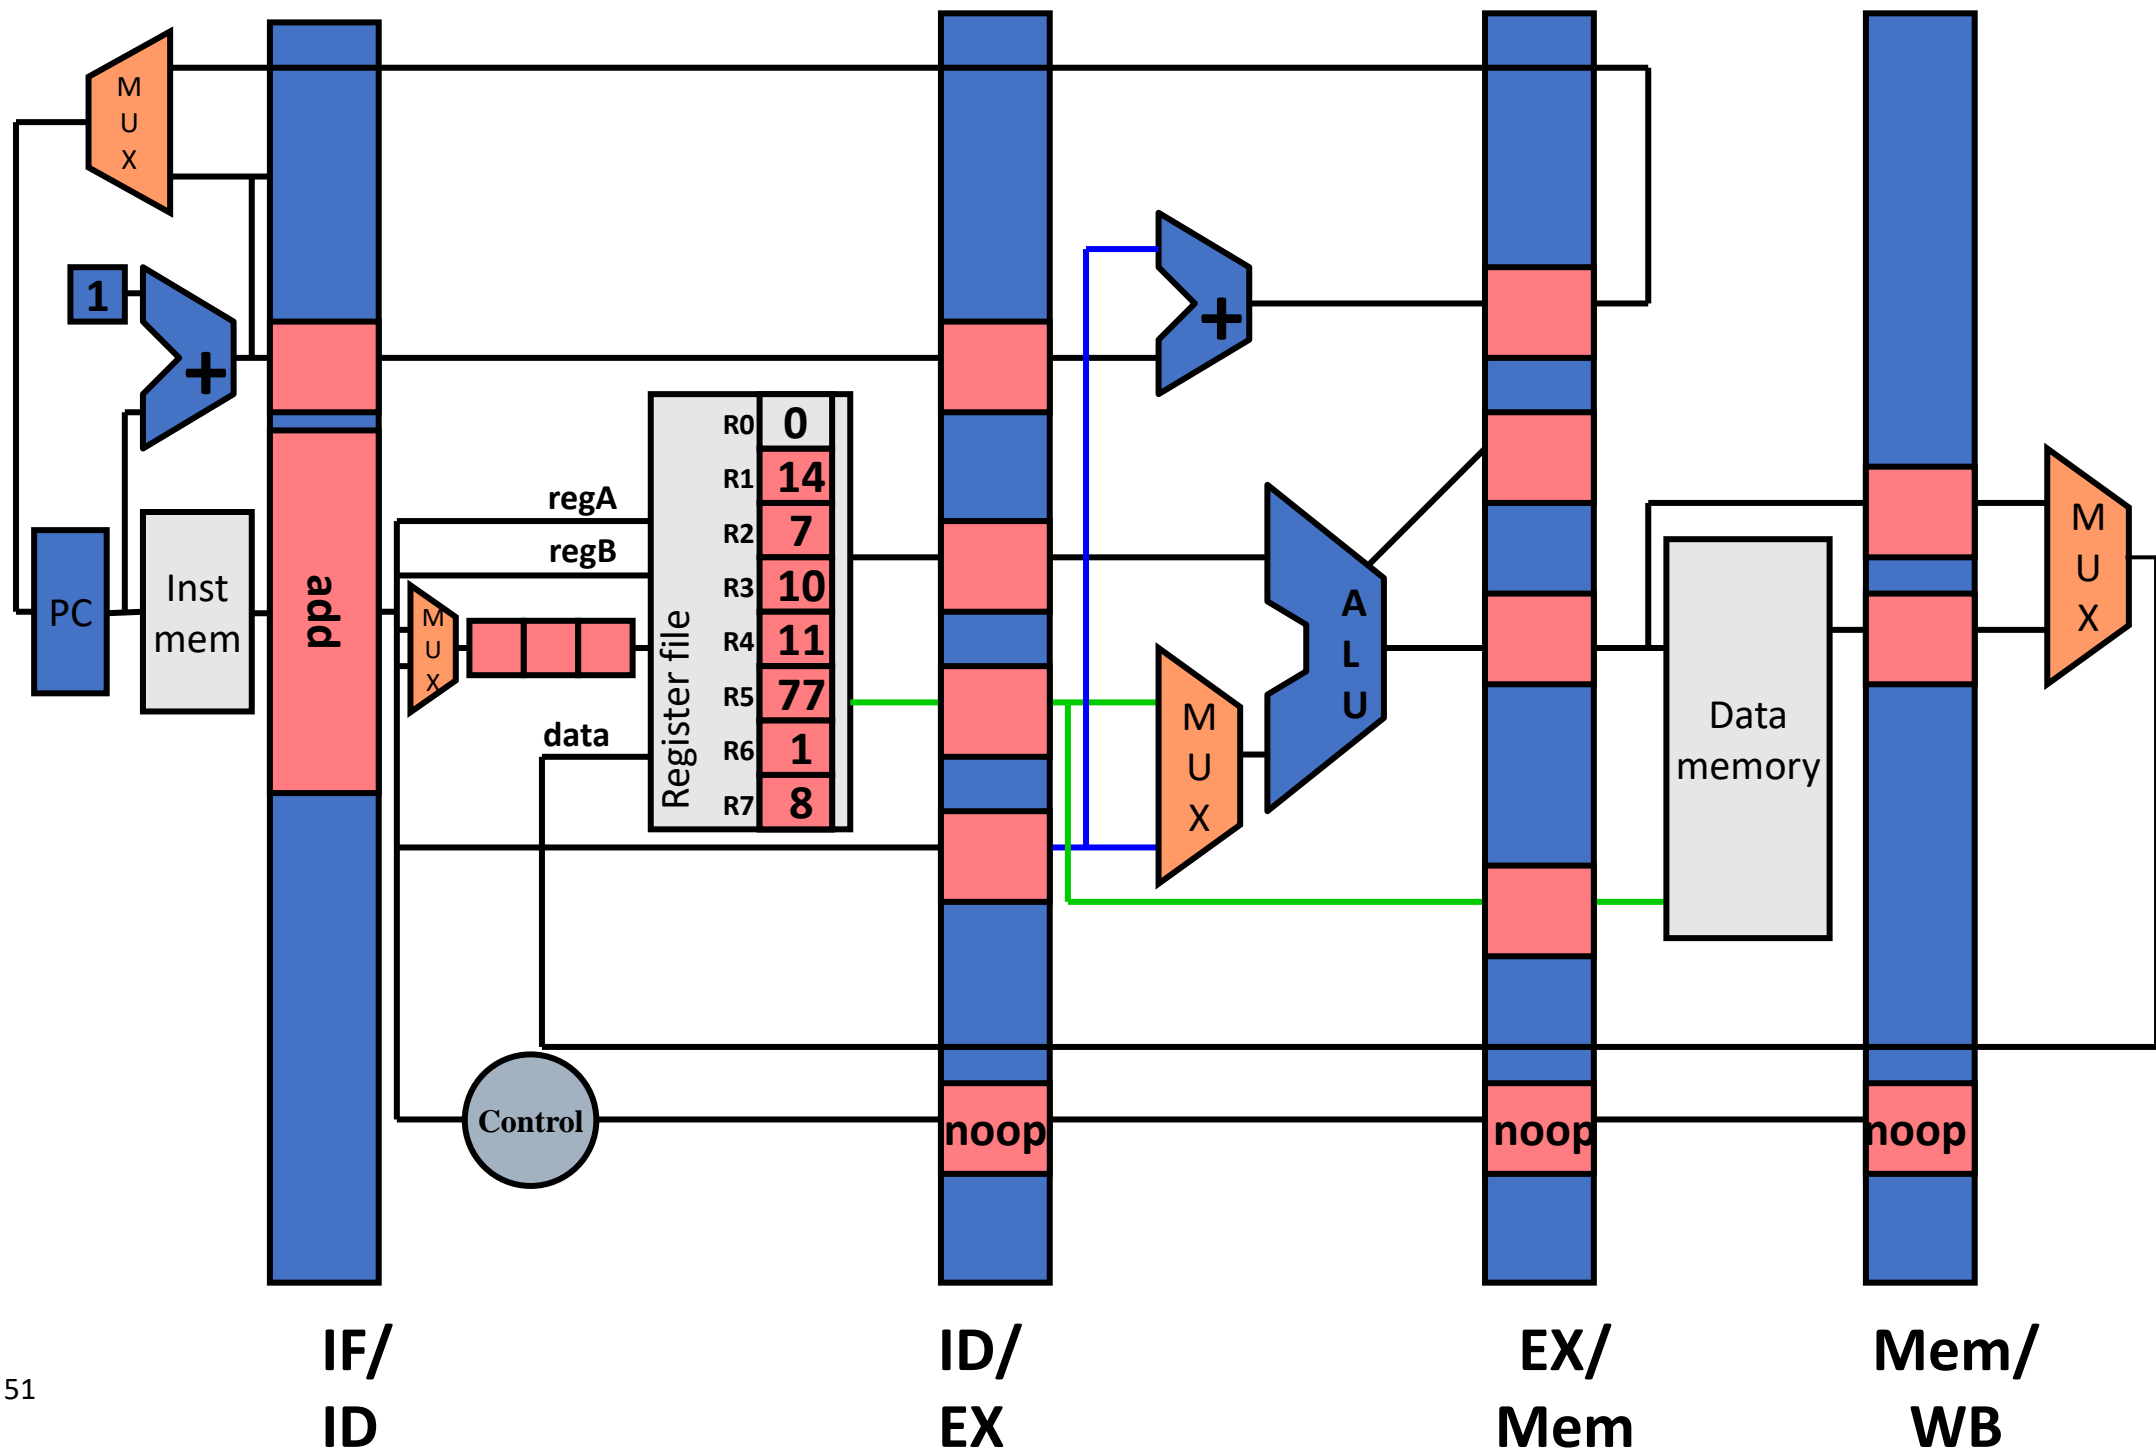 M
U
X
1
+
+
R0 0
R1 14
R2 7
R3 10
R4 11
R5 77
R6 1
R7 8
regA
regB
data
Register file
PC
Inst
mem
add
M
U
X
M
U
X
A
L
U
Data
memory
M
U
X
Control
noop
noop
noop
IF/
ID
ID/
EX
EX/
Mem
Mem/
WB
51